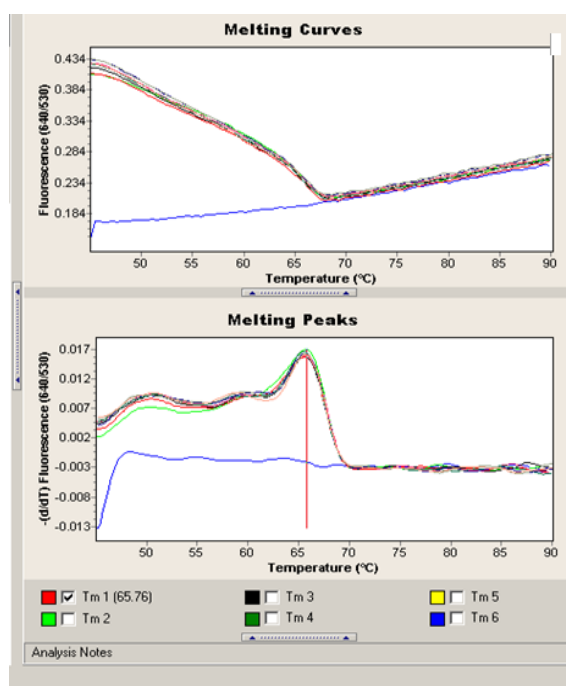 Melting Curves
Fluorescence (640/530)
0.434
0.384
0.334
0.284
0.234
0.184
50 55 60 65 70 75 80 85 90
Temperature (°C)
Melting Peaks
-(d/dT) Fluorescence (640/530)
0.017
0.012
0.007
0.002
-0.003
-0.008
-0.013
50 55 60 65 70 75 80 85 90
Temperature (°C)
Tm 1 (65.76) Tm 3 Tm 5
Tm 2 Tm 4 Tm 6
Analysis Notes